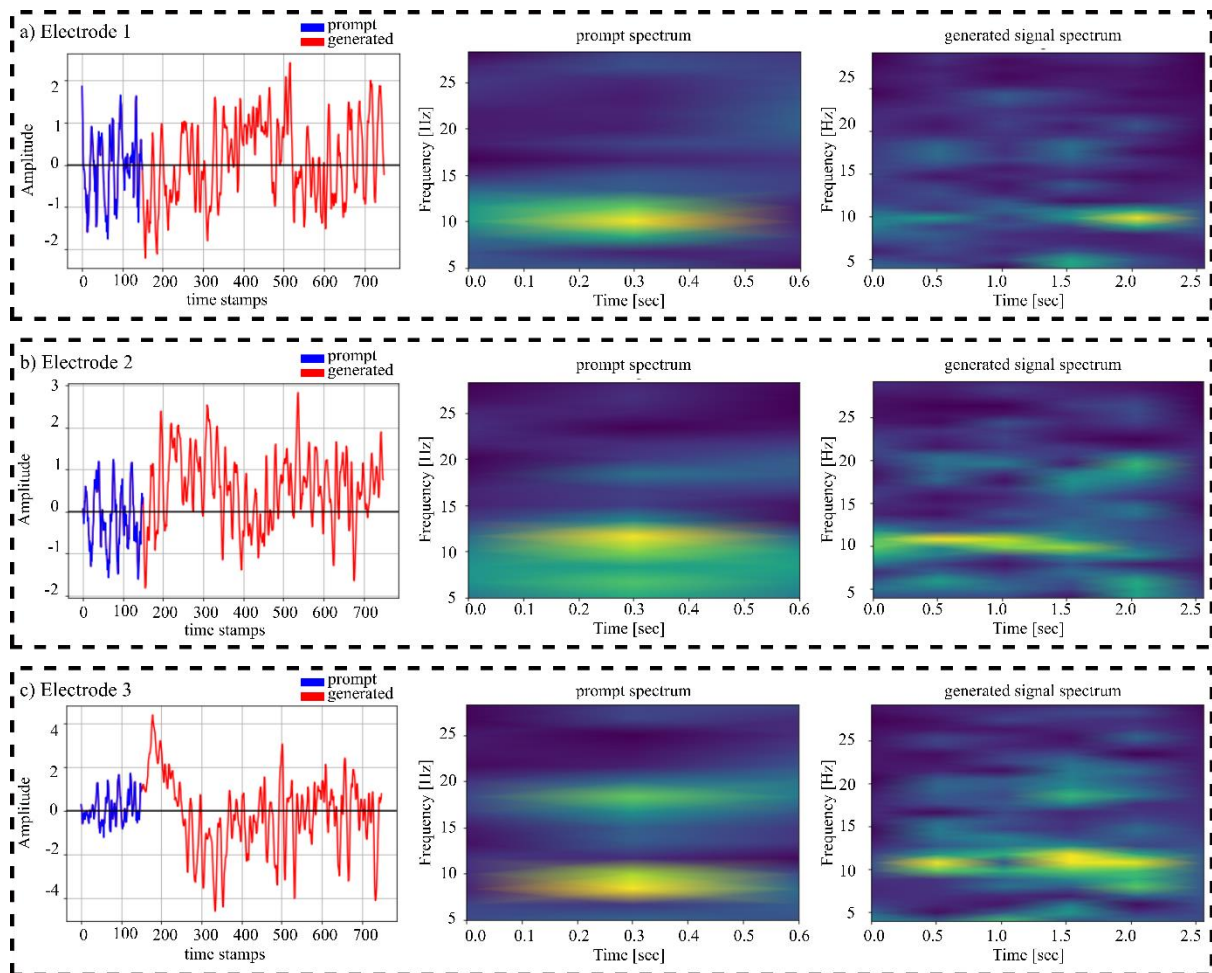 a) Electrode 1
prompt
generated
Amplitude
2
1
0
-1
-2
0 100 200 300 400 500 600 700
time stamps
prompt spectrum
Frequency [Hz]
25
20
15
10
5
0.0 0.1 0.2 0.3 0.4 0.5 0.6
Time [sec]
generated signal spectrum
Frequency [Hz]
25
20
15
10
5
0.0 0.5 1.0 1.5 2.0 2.5
Time [sec]
b) Electrode 2
prompt
generated
Amplitude
3
2
1
0
-1
-2
0 100 200 300 400 500 600 700
time stamps
prompt spectrum
Frequency [Hz]
25
20
15
10
5
0.0 0.1 0.2 0.3 0.4 0.5 0.6
Time [sec]
generated signal spectrum
Frequency [Hz]
25
20
15
10
5
0.0 0.5 1.0 1.5 2.0 2.5
Time [sec]
c) Electrode 3
prompt
generated
Amplitude
4
2
0
-2
-4
0 100 200 300 400 500 600 700
time stamps
prompt spectrum
Frequency [Hz]
25
20
15
10
5
0.0 0.1 0.2 0.3 0.4 0.5 0.6
Time [sec]
generated signal spectrum
Frequency [Hz]
25
20
15
10
5
0.0 0.5 1.0 1.5 2.0 2.5
Time [sec]